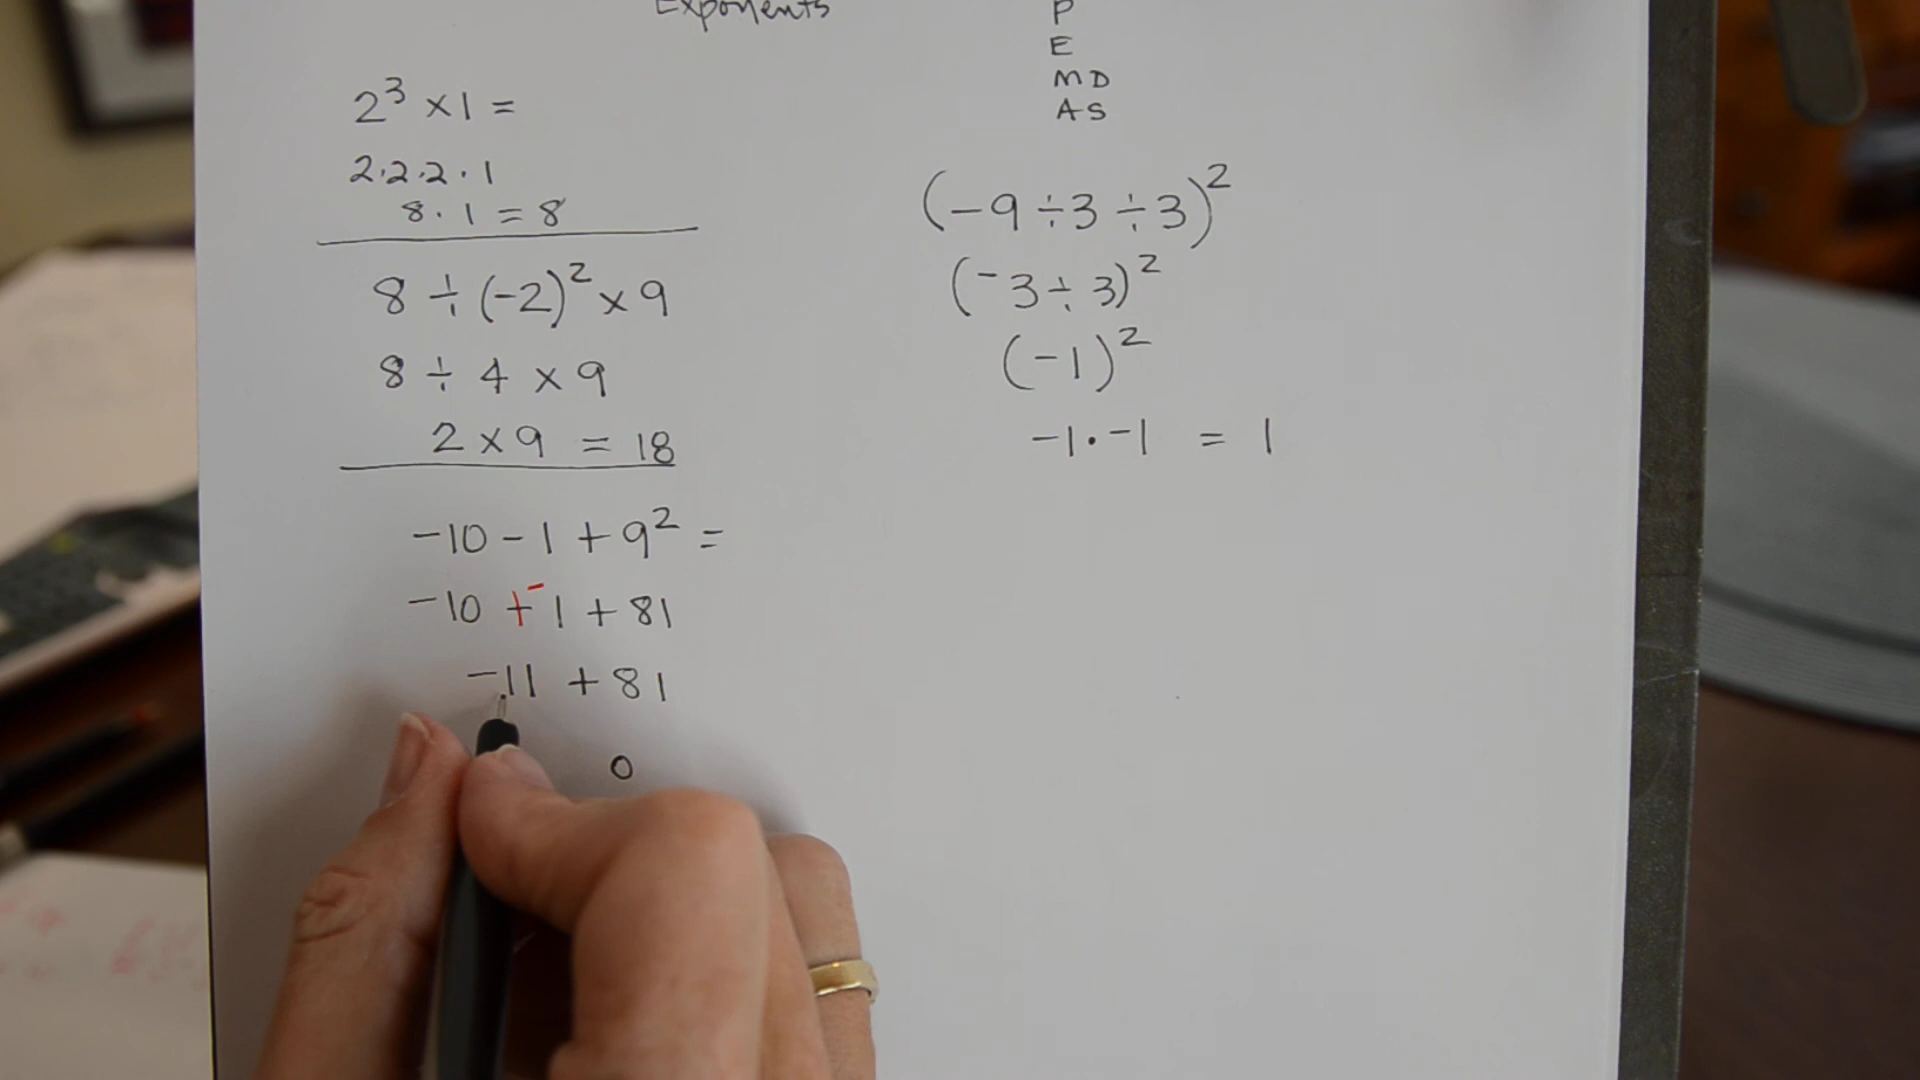 Exponents
P
E
MD
AS
2³ × 1 =
2·2·2·1
8·1 = 8
8 ÷ (-2)² × 9
8 ÷ 4 × 9
2 × 9 = 18
-10 - 1 + 9² =
-10 + -1 + 81
-11 + 81
0
(-9 ÷ 3 ÷ 3)²
(-3 ÷ 3)²
(-1)²
-1 · -1 = 1